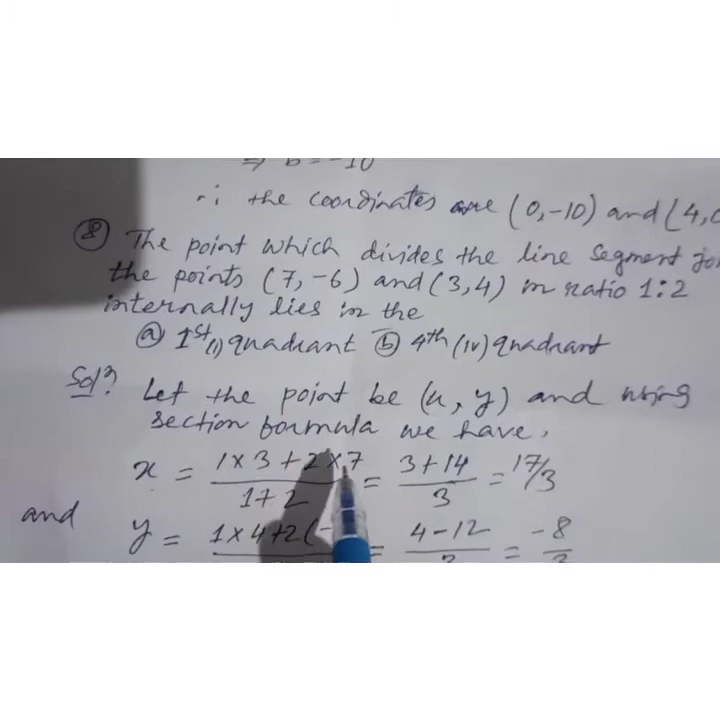 ⇒ b = -10
∴ the coordinates are (0,-10) and (4,
⑧ The point which divides the line segment
the points (7,-6) and (3,4) in ratio 1:2
internally lies in the
ⓐ 1st (I) quadrant ⓑ 4th (IV) quadrant
Let the point be (x, y) and using
section formula we have,
x = 1×3+2×7 / 1+2 = 3+14 / 3 = 17/3
and y = 1×4+2(- = 4-12 / = -8 /